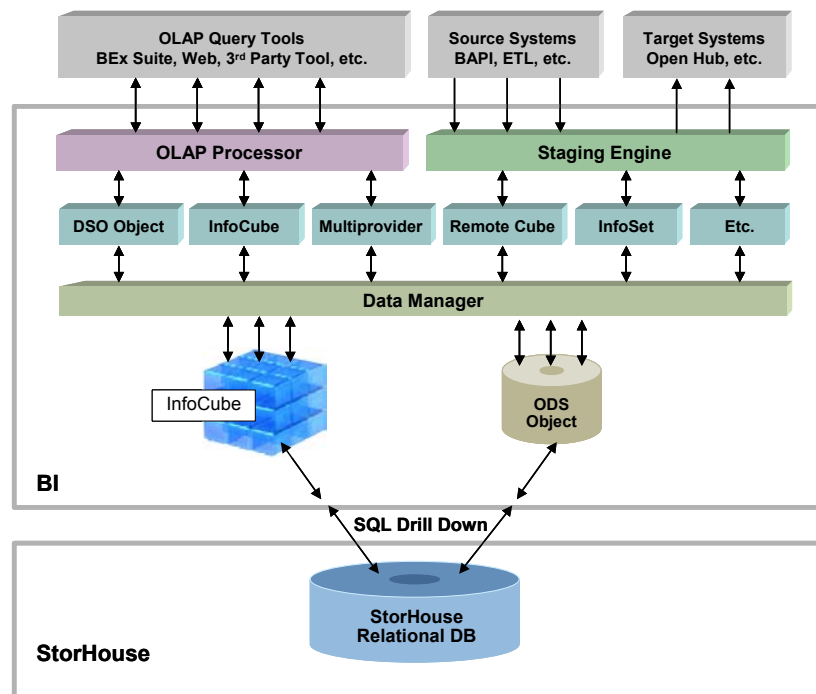 OLAP Query Tools
BEx Suite, Web, 3rd Party Tool, etc.
Source Systems
BAPI, ETL, etc.
Target Systems
Open Hub, etc.
OLAP Processor
Staging Engine
DSO Object
InfoCube
Multiprovider
Remote Cube
InfoSet
Etc.
Data Manager
InfoCube
ODS
Object
BI
SQL Drill Down
StorHouse
Relational DB
StorHouse